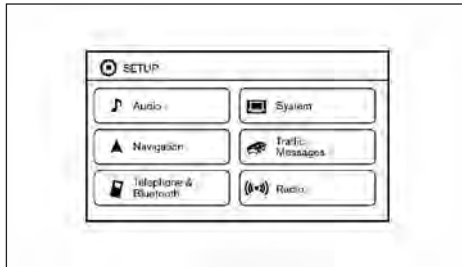 SETUP
Audio
System
Navigation
Traffic
Messages
Telephone &
Bluetooth
Radio